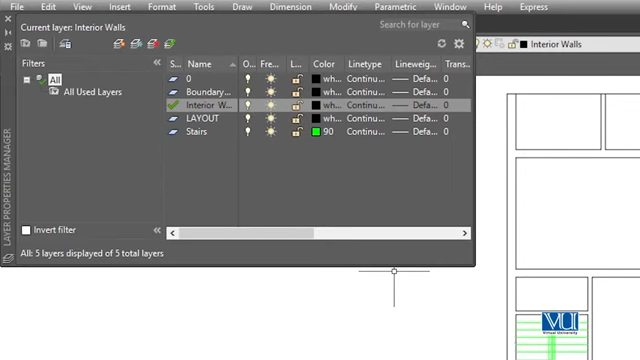 File Edit View Insert Format Tools Draw Dimension Modify Parametric Window Help Express
Current layer: Interior Walls
Search for layer
Filters
S... Name O.. Fre... L... Color Linetype Lineweig... Trans...
All
All Used Layers
0 wh... Continu... Defa... 0
Boundary... wh... Continu... Defa... 0
Interior W... wh... Continu... Defa... 0
LAYOUT wh... Continu... Defa... 0
Stairs 90 Continu... Defa... 0
Invert filter
All: 5 layers displayed of 5 total layers
LAYER PROPERTIES MANAGER
Interior Walls
VU
Virtual University